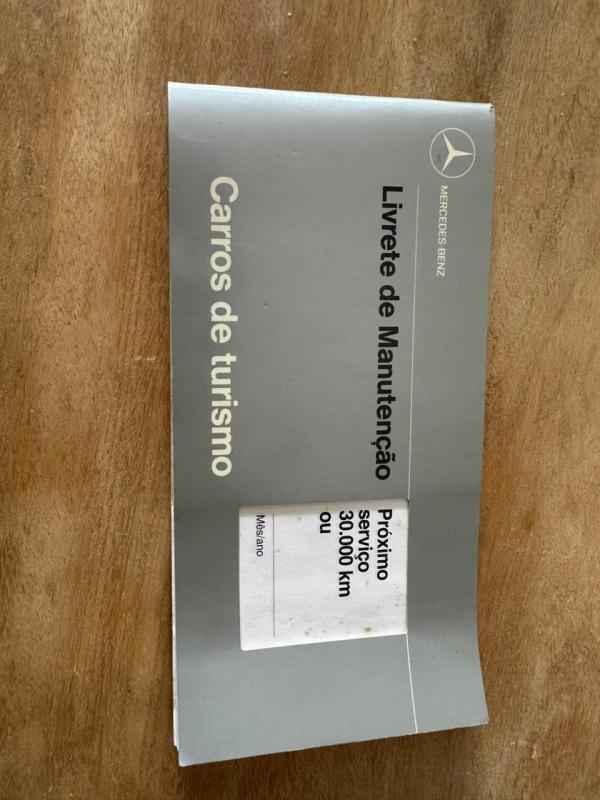 MERCEDES-BENZ
Livrete de Manutenção
Carros de turismo
Próximo
serviço
30.000 km
ou
Mês/ano